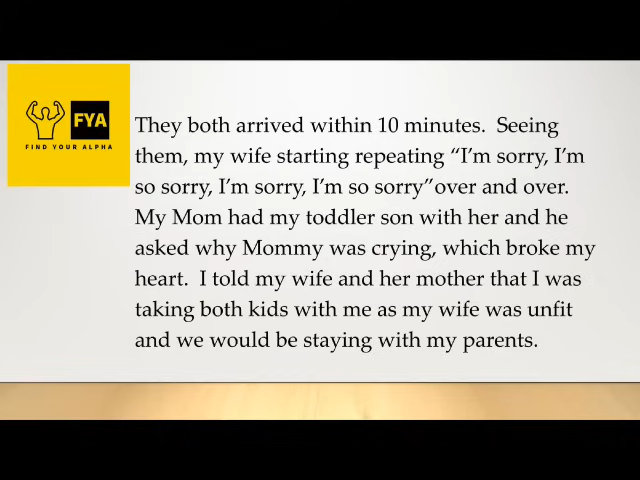 FYA
FIND YOUR ALPHA
They both arrived within 10 minutes.  Seeing
them, my wife starting repeating “I’m sorry, I’m
so sorry, I’m sorry, I’m so sorry”over and over.
My Mom had my toddler son with her and he
asked why Mommy was crying, which broke my
heart.  I told my wife and her mother that I was
taking both kids with me as my wife was unfit
and we would be staying with my parents.